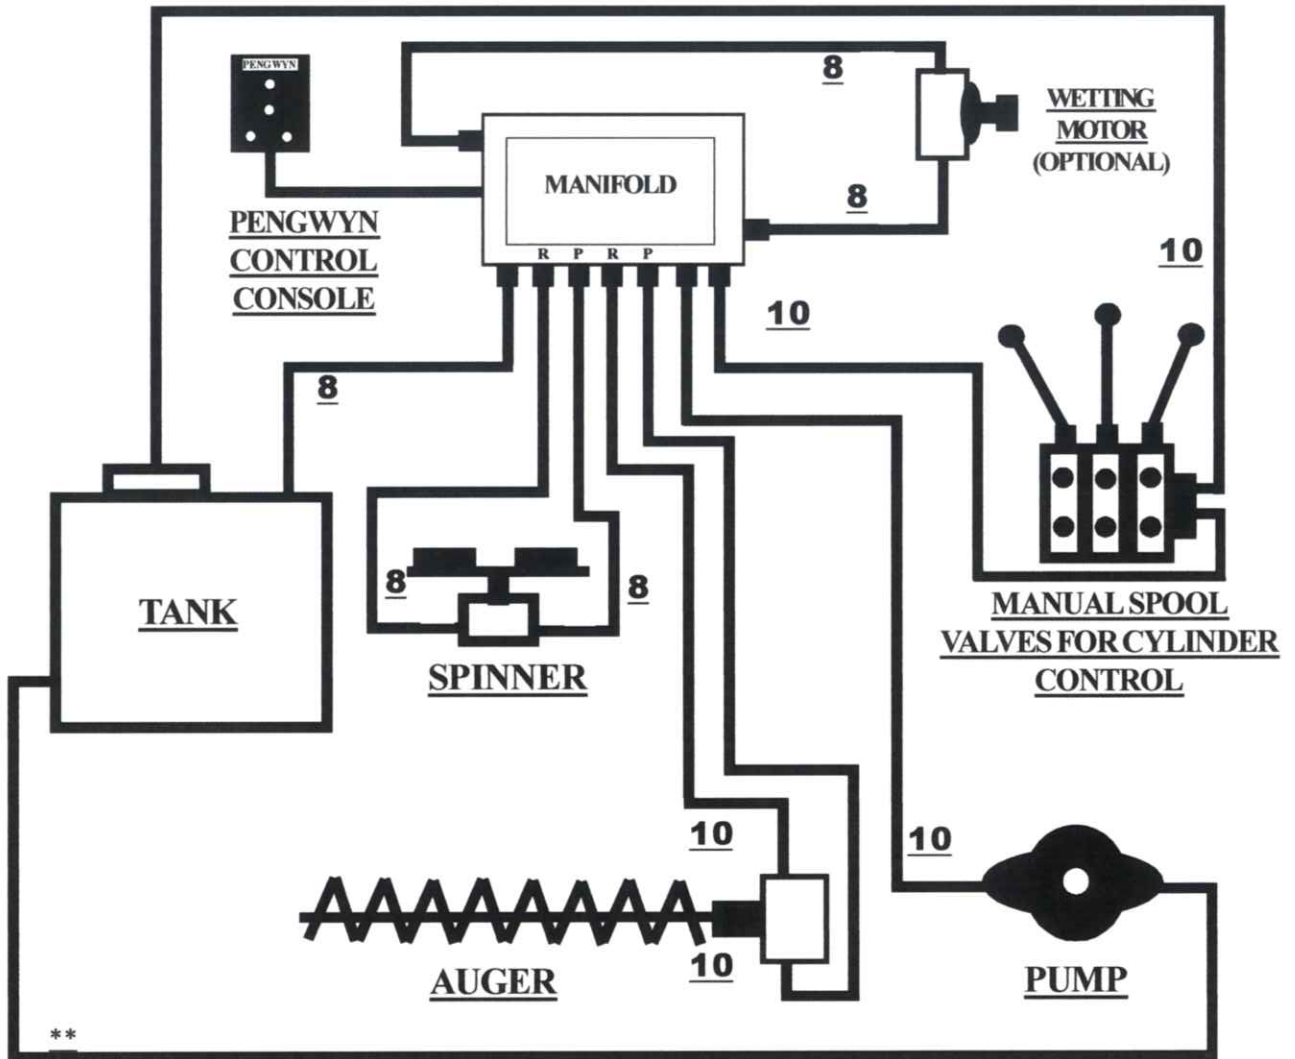 PENGWYN
8
WETTING
MOTOR
(OPTIONAL)
MANIFOLD
8
PENGWYN
CONTROL
CONSOLE
R P R P
10
10
8
8
8
TANK
SPINNER
MANUAL SPOOL
VALVES FOR CYLINDER
CONTROL
10
10
10
AUGER
PUMP
**